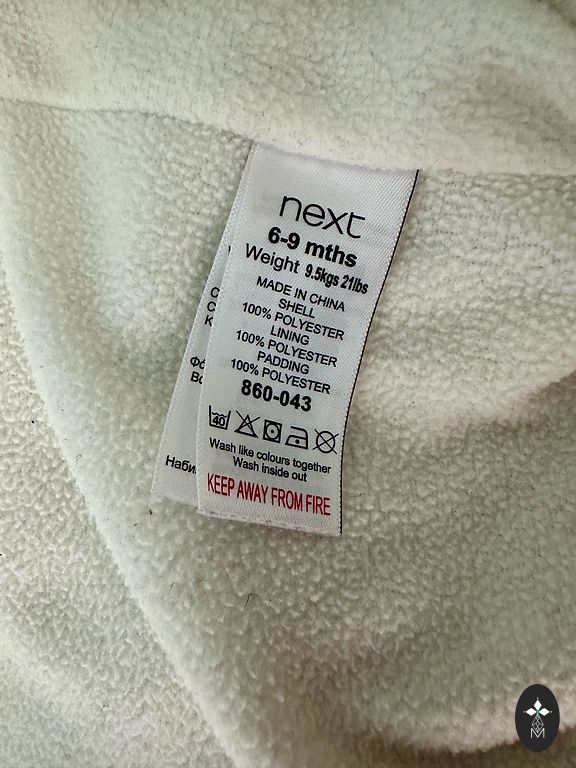 next
6-9 mths
Weight 9.5kgs 21lbs
MADE IN CHINA
SHELL
100% POLYESTER
LINING
100% POLYESTER
PADDING
100% POLYESTER
860-043
40
Wash like colours together
Wash inside out
KEEP AWAY FROM FIRE